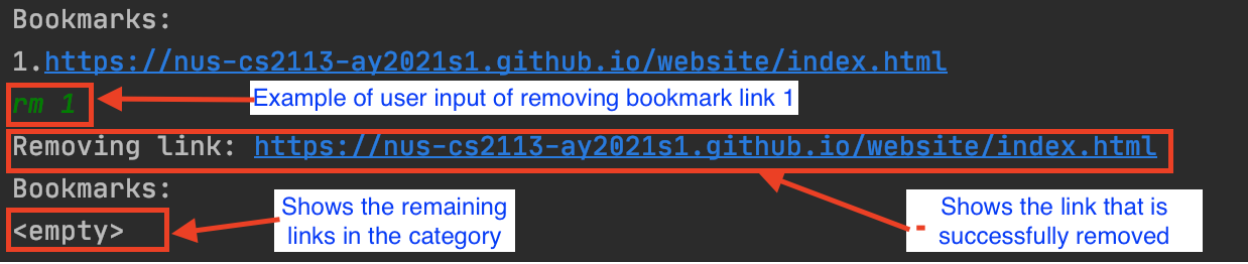 Bookmarks:
1.https://nus-cs2113-ay2021s1.github.io/website/index.html
rm 1
Example of user input of removing bookmark link 1
Removing link: https://nus-cs2113-ay2021s1.github.io/website/index.html
Bookmarks:
<empty>
Shows the remaining
links in the category
Shows the link that is
successfully removed